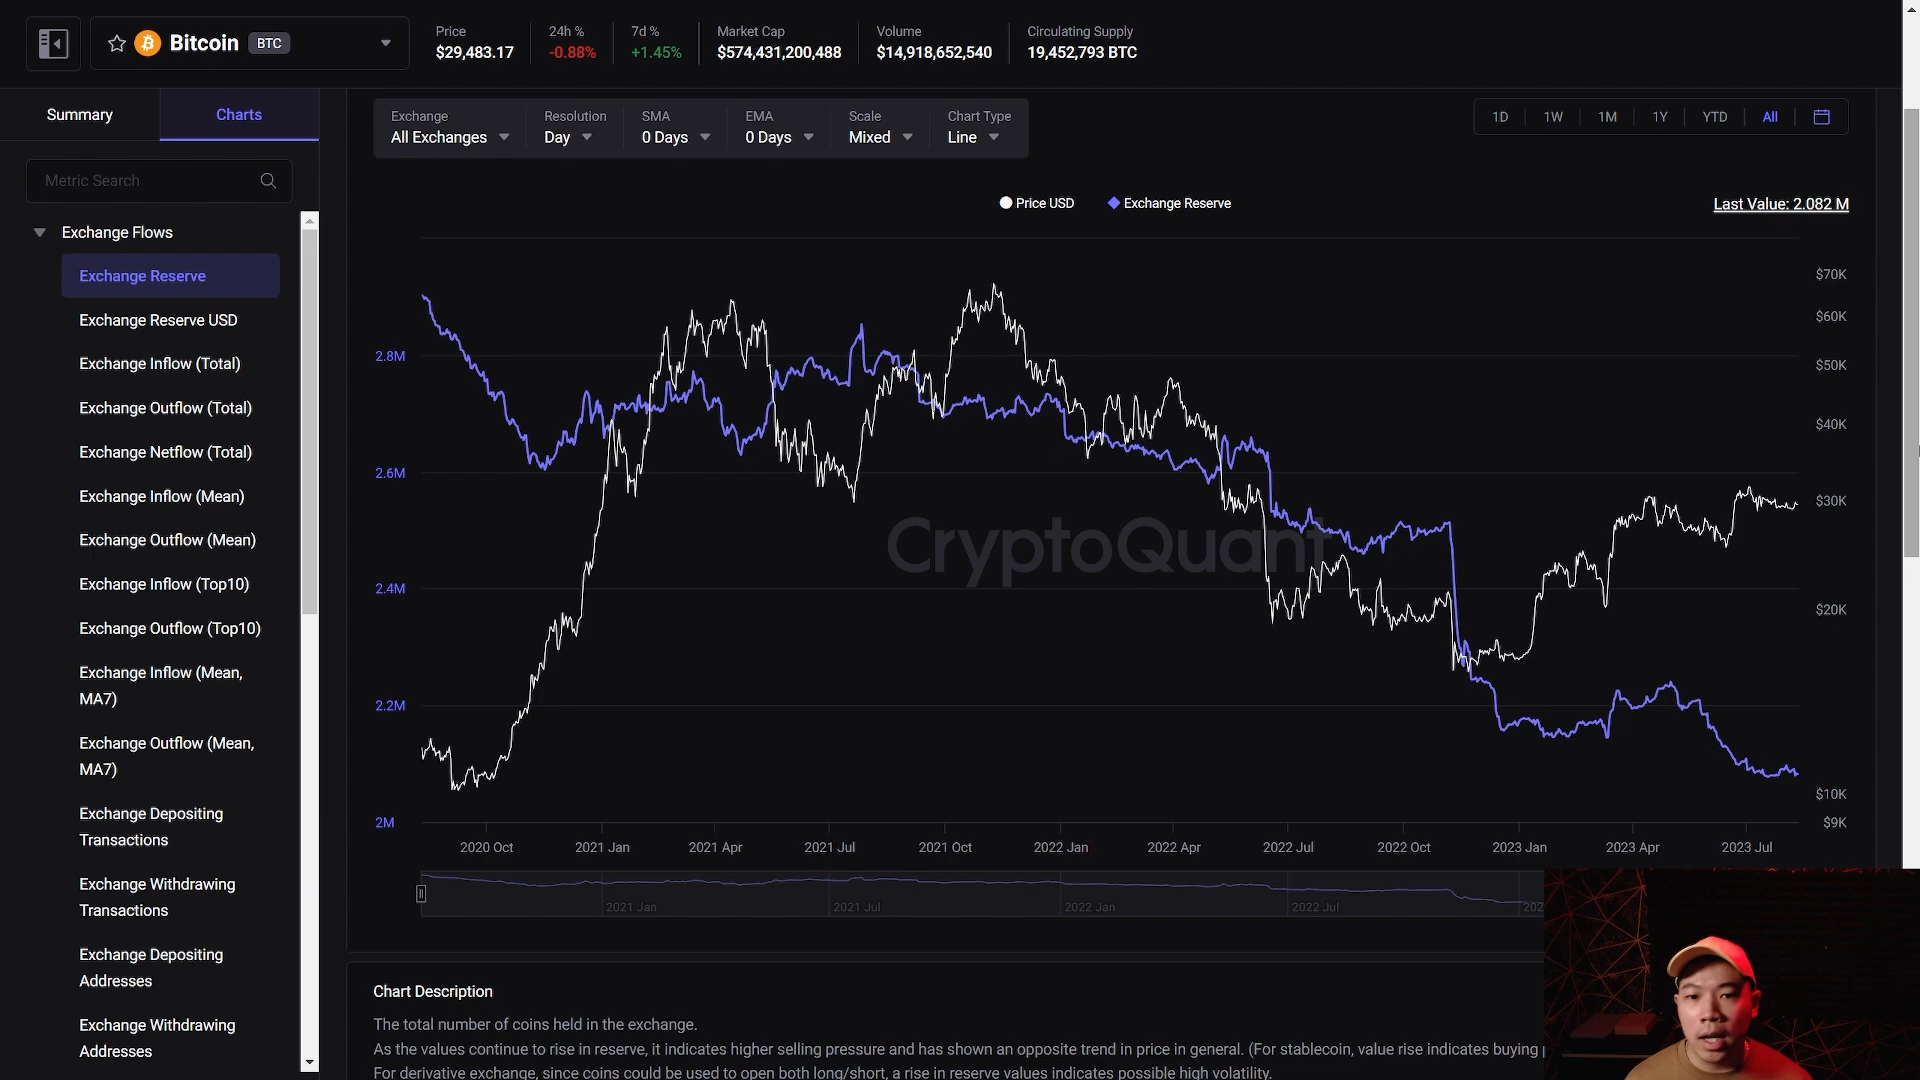 Bitcoin BTC
Price
$29,483.17
24h %
-0.88%
7d %
+1.45%
Market Cap
$574,431,200,488
Volume
$14,918,652,540
Circulating Supply
19,452,793 BTC
Summary
Charts
Metric Search
Exchange Flows
Exchange Reserve
Exchange Reserve USD
Exchange Inflow (Total)
Exchange Outflow (Total)
Exchange Netflow (Total)
Exchange Inflow (Mean)
Exchange Outflow (Mean)
Exchange Inflow (Top10)
Exchange Outflow (Top10)
Exchange Inflow (Mean,
MA7)
Exchange Outflow (Mean,
MA7)
Exchange Depositing
Transactions
Exchange Withdrawing
Transactions
Exchange Depositing
Addresses
Exchange Withdrawing
Addresses
Exchange
All Exchanges
Resolution
Day
SMA
0 Days
EMA
0 Days
Scale
Mixed
Chart Type
Line
1D 1W 1M 1Y YTD All
Price USD Exchange Reserve
Last Value: 2.082 M
2.8M
2.6M
2.4M
2.2M
2M
$70K
$60K
$50K
$40K
$30K
$20K
$10K
$9K
CryptoQuant
2020 Oct 2021 Jan 2021 Apr 2021 Jul 2021 Oct 2022 Jan 2022 Apr 2022 Jul 2022 Oct 2023 Jan 2023 Apr 2023 Jul
2021 Jan 2021 Jul 2022 Jan 2022 Jul 202
Chart Description
The total number of coins held in the exchange.
As the values continue to rise in reserve, it indicates higher selling pressure and has shown an opposite trend in price in general. (For stablecoin, value rise indicates buying
For derivative exchange, since coins could be used to open both long/short, a rise in reserve values indicates possible high volatility.